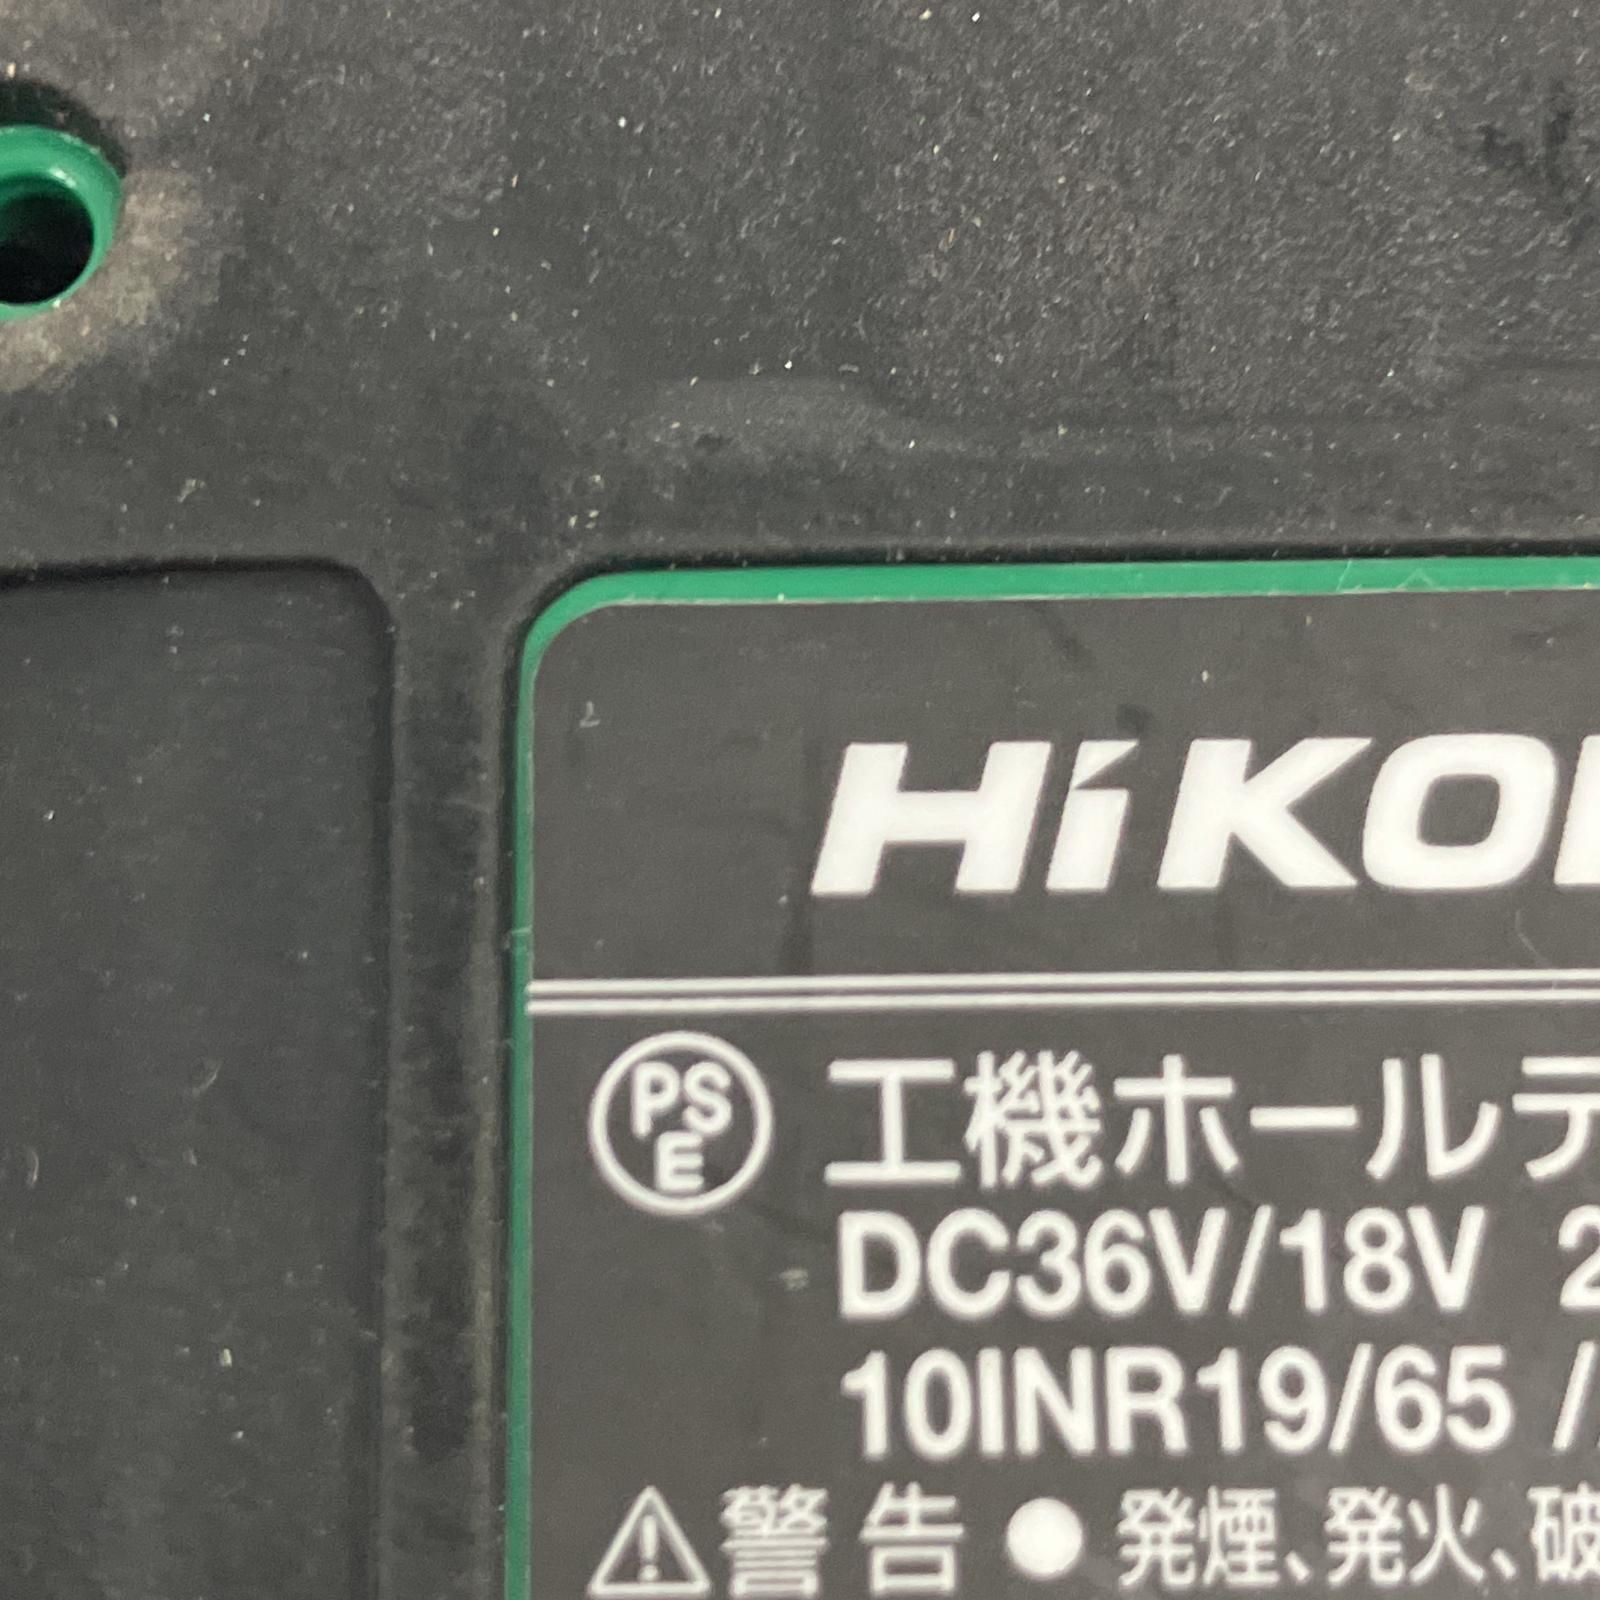 HiKO
PSE 工機ホールデ
DC36V/18V 2
10INR19/65 /
⚠警告 ●発煙、発火、破